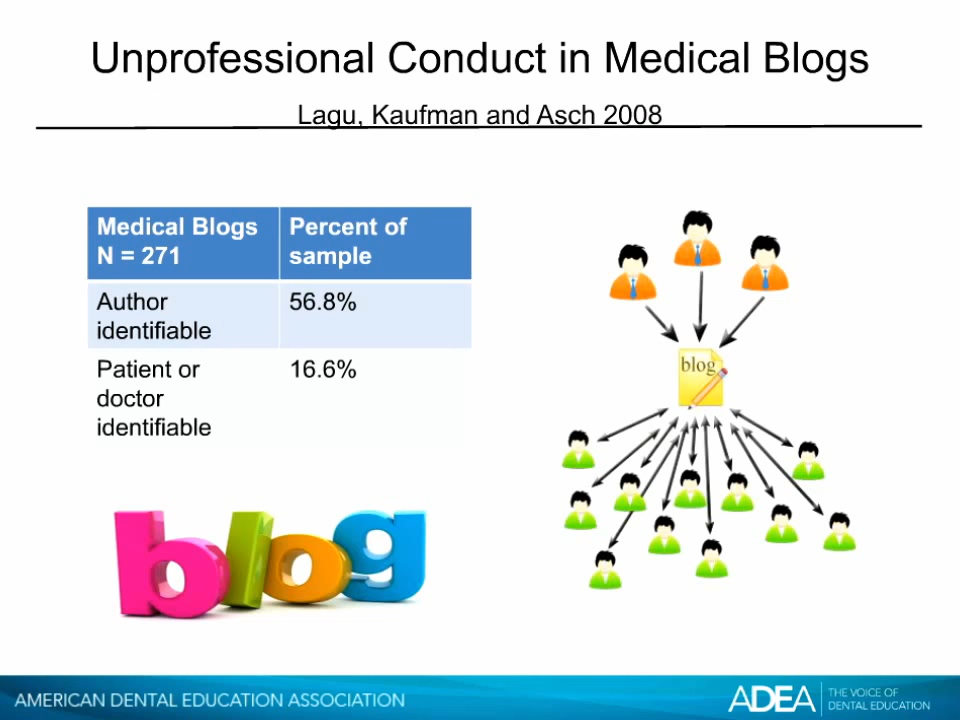 Unprofessional Conduct in Medical Blogs
Lagu, Kaufman and Asch 2008
Medical Blogs
N = 271
Percent of
sample
Author
identifiable
56.8%
Patient or
doctor
identifiable
16.6%
blog
blog
AMERICAN DENTAL EDUCATION ASSOCIATION
ADEA
THE VOICE OF
DENTAL EDUCATION